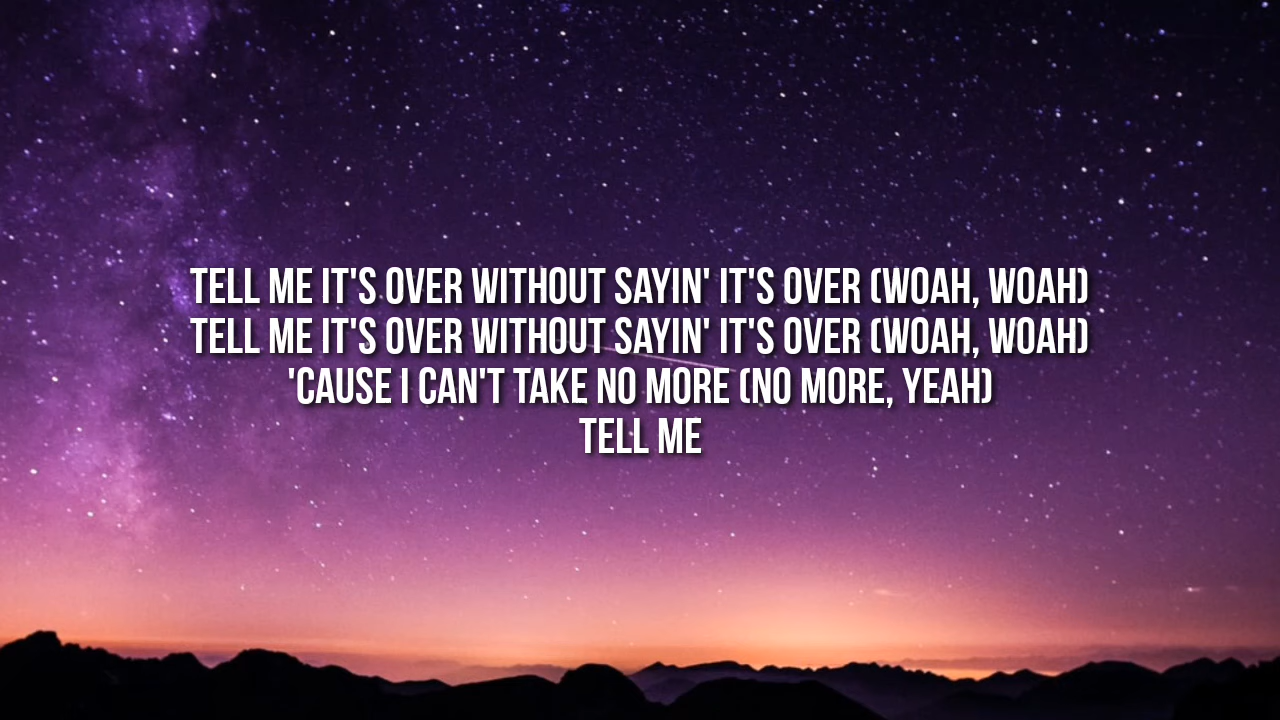 TELL ME IT'S OVER WITHOUT SAYIN' IT'S OVER (WOAH, WOAH)
TELL ME IT'S OVER WITHOUT SAYIN' IT'S OVER (WOAH, WOAH)
'CAUSE I CAN'T TAKE NO MORE (NO MORE, YEAH)
TELL ME